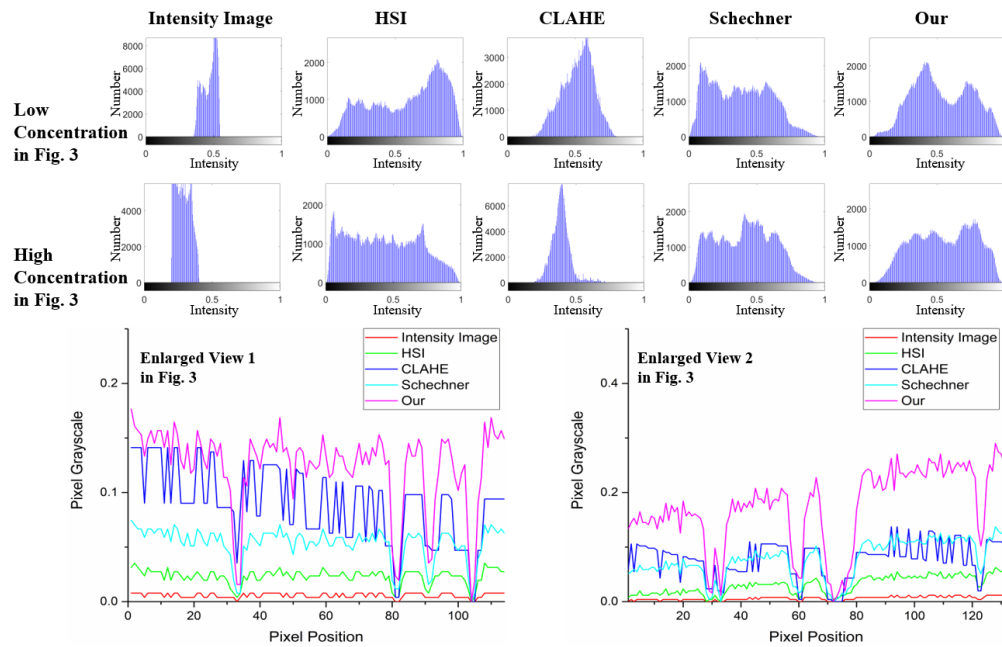 Intensity Image HSI CLAHE Schechner Our
Low
Concentration
in Fig. 3
Number
8000
6000
4000
2000
0
0 0.5 1
Intensity
Number
2000
1000
0
0 0.5 1
Intensity
Number
3000
2000
1000
0
0 0.5 1
Intensity
Number
2000
1000
0
0 0.5 1
Intensity
Number
2000
1000
0
0 0.5 1
Intensity
High
Concentration
in Fig. 3
Number
4000
2000
0
0 0.5 1
Intensity
Number
2000
1000
0
0 0.5 1
Intensity
Number
6000
4000
2000
0
0 0.5 1
Intensity
Number
2000
1000
0
0 0.5 1
Intensity
Number
2000
1000
0
0 0.5 1
Intensity
Enlarged View 1
in Fig. 3
Intensity Image
HSI
CLAHE
Schechner
Our
Pixel Grayscale
0.2
0.1
0.0
0 20 40 60 80 100
Pixel Position
Enlarged View 2
in Fig. 3
Intensity Image
HSI
CLAHE
Schechner
Our
Pixel Grayscale
0.4
0.2
0.0
20 40 60 80 100 120
Pixel Position